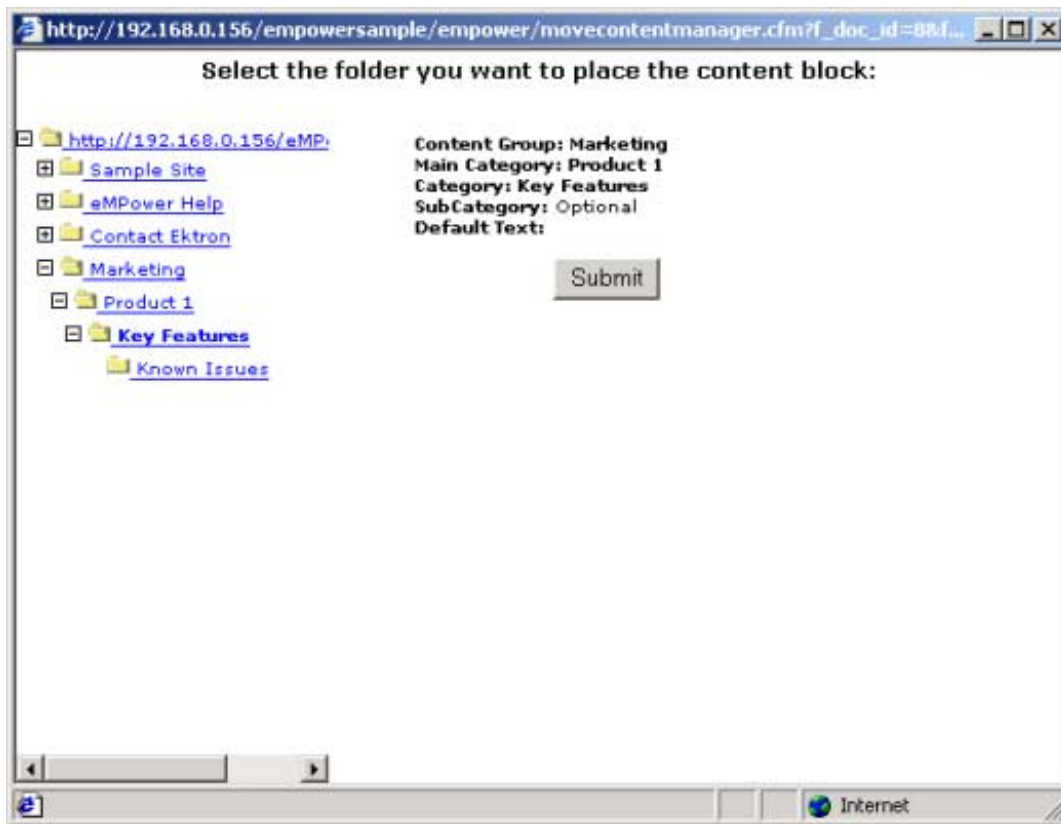 http://192.168.0.156/empowersample/empower/movecontentmanager.cfm?f_doc_id=88&f...
Select the folder you want to place the content block:
http://192.168.0.156/eMP
Sample Site
eMPower Help
Contact Ektron
Marketing
Product 1
Key Features
Known Issues
Content Group: Marketing
Main Category: Product 1
Category: Key Features
SubCategory: Optional
Default Text:
Submit
Internet